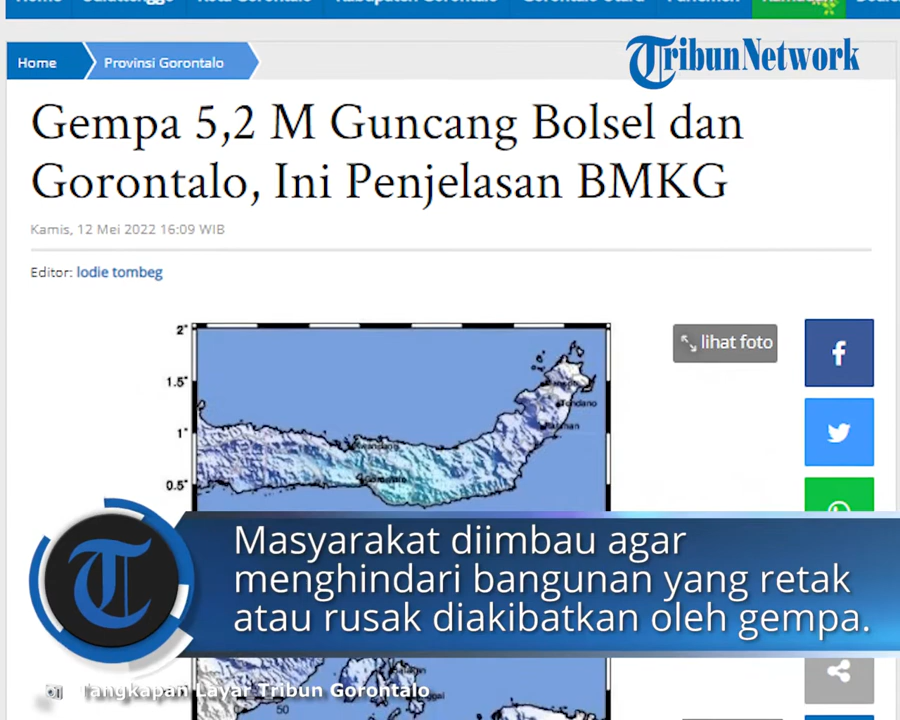 Home
Provinsi Gorontalo
TribunNetwork
Gempa 5,2 M Guncang Bolsel dan
Gorontalo, Ini Penjelasan BMKG
Kamis, 12 Mei 2022 16:09 WIB
Editor: lodie tombeg
lihat foto
2°
1.5°
1°
0.5°
Tondano
Gorontalo
Masyarakat diimbau agar
menghindari bangunan yang retak
atau rusak diakibatkan oleh gempa.
Tangkapan Layar Tribun Gorontalo
50